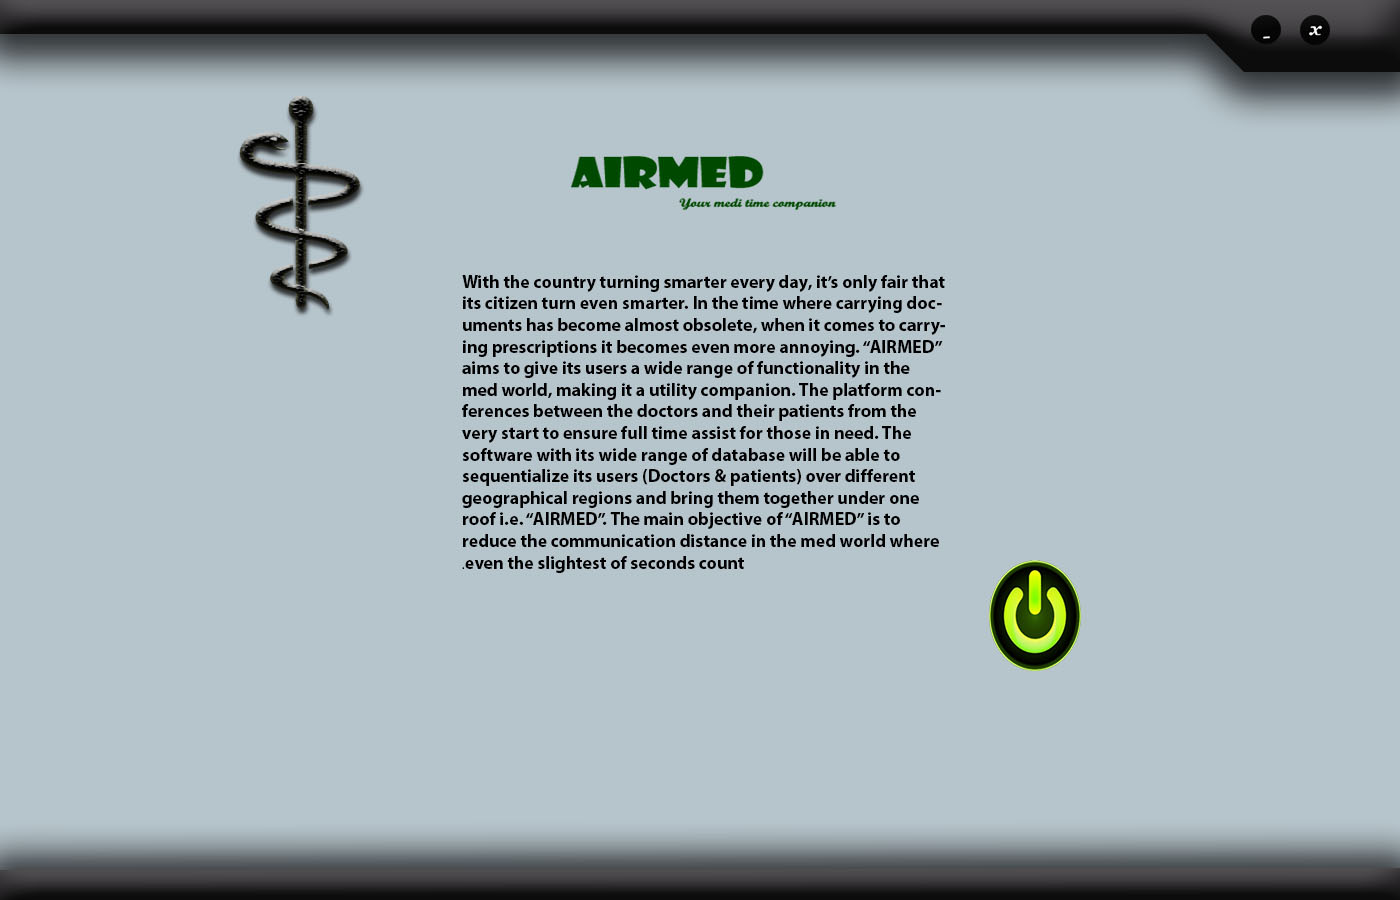 _ x
AIRMED
Your medi time companion
With the country turning smarter every day, it’s only fair that
its citizen turn even smarter. In the time where carrying doc-
uments has become almost obsolete, when it comes to carry-
ing prescriptions it becomes even more annoying. “AIRMED”
aims to give its users a wide range of functionality in the
med world, making it a utility companion. The platform con-
ferences between the doctors and their patients from the
very start to ensure full time assist for those in need. The
software with its wide range of database will be able to
sequentialize its users (Doctors & patients) over different
geographical regions and bring them together under one
roof i.e. “AIRMED”. The main objective of “AIRMED” is to
reduce the communication distance in the med world where
.even the slightest of seconds count